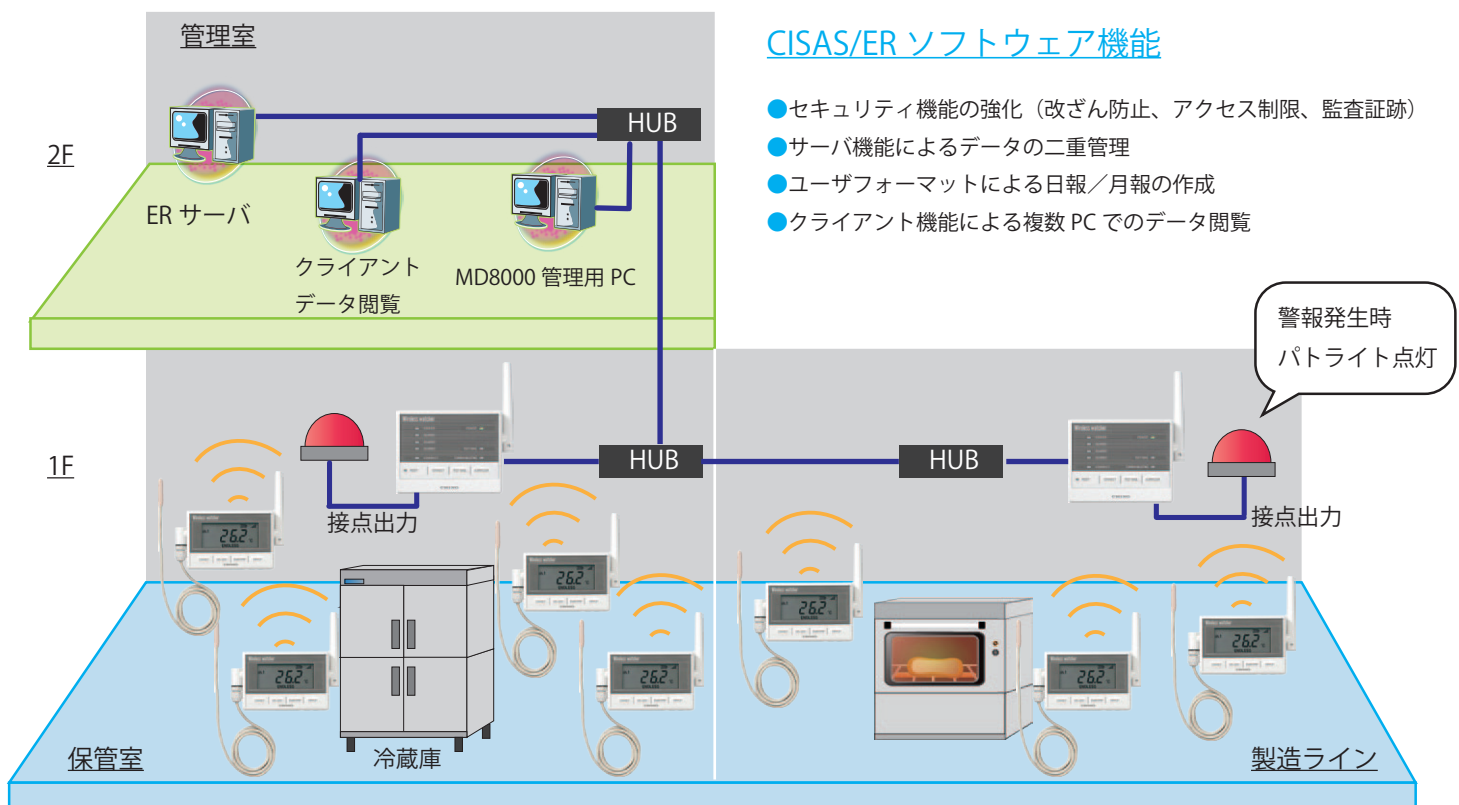 管理室
CISAS/ER ソフトウェア機能
●セキュリティ機能の強化（改ざん防止、アクセス制限、監査証跡）
●サーバ機能によるデータの二重管理
●ユーザフォーマットによる日報／月報の作成
●クライアント機能による複数 PC でのデータ閲覧
HUB
2F
ER サーバ
クライアント
データ閲覧
MD8000 管理用 PC
警報発生時
パトライト点灯
1F
HUB
HUB
接点出力
接点出力
26.2
26.2
26.2
26.2
26.2
26.2
26.2
保管室
冷蔵庫
製造ライン